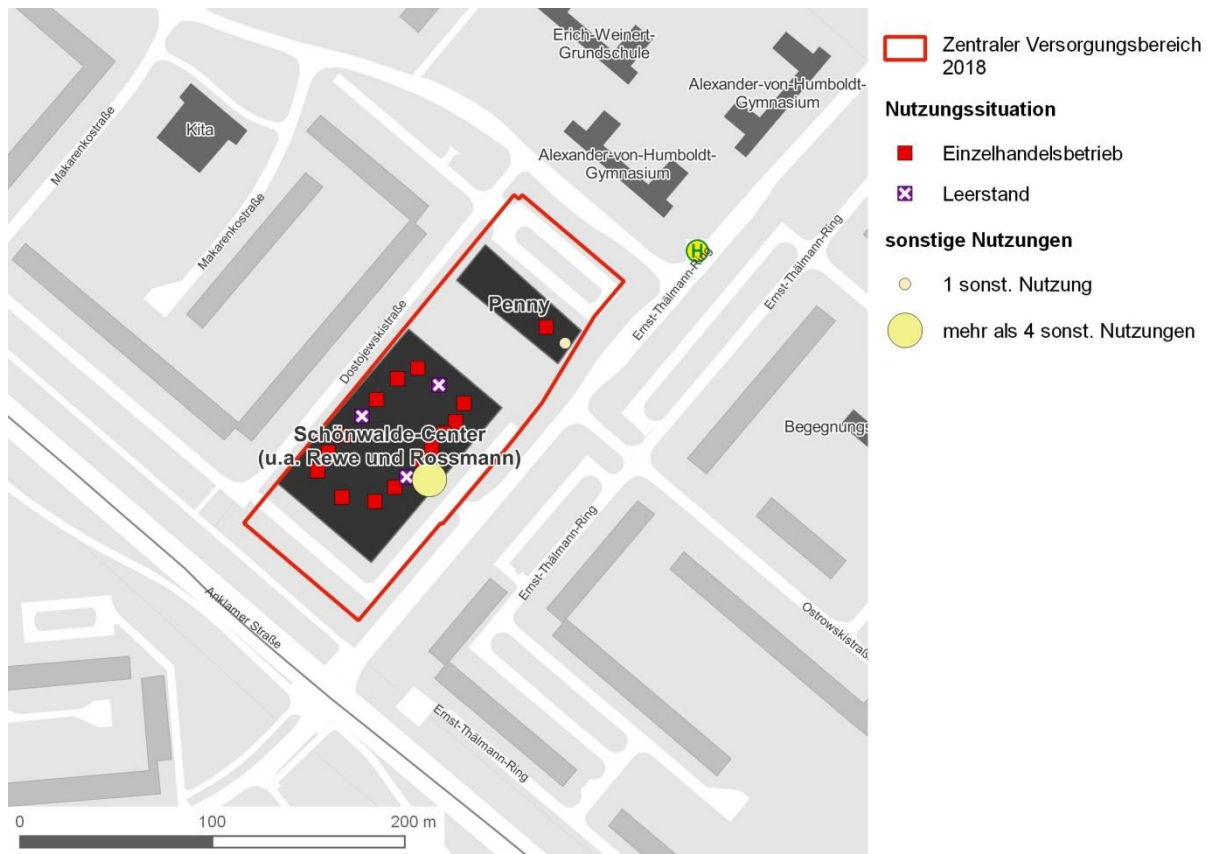 Erich-Weinert-
Grundschule
Alexander-von-Humboldt-
Gymnasium
Kita
Alexander-von-Humboldt-
Gymnasium
Makarenkostraße
Makarenkostraße
H
Ernst-Thälmann-Ring
Ernst-Thälmann-Ring
Penny
Dostojewskistraße
Schönwalde-Center
(u.a. Rewe und Rossmann)
Begegnungs
Ernst-Thälmann-Ring
Anklamer Straße
Ostrowskistraße
Ernst-Thälmann-Ring
0 100 200 m
Zentraler Versorgungsbereich
2018
Nutzungssituation
Einzelhandelsbetrieb
Leerstand
sonstige Nutzungen
1 sonst. Nutzung
mehr als 4 sonst. Nutzungen